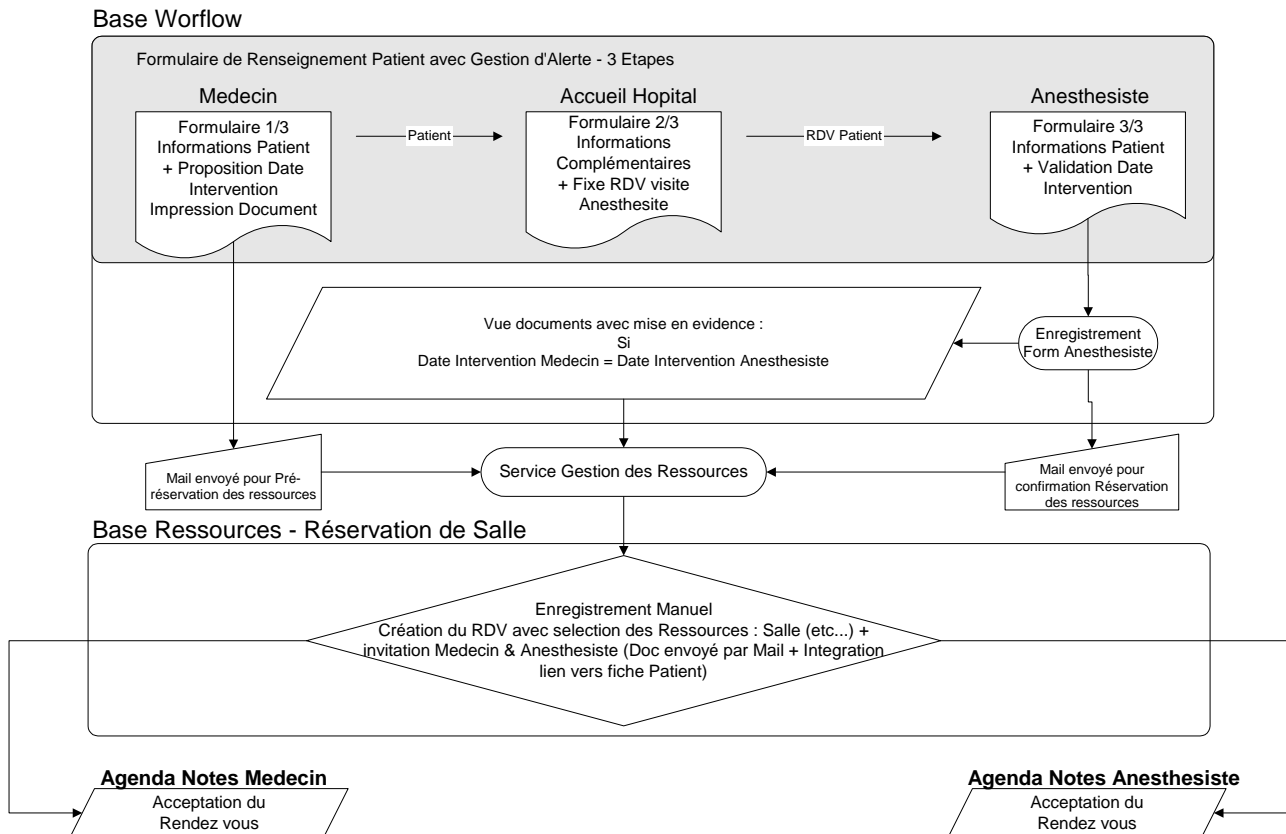 Base Worflow
Formulaire de Renseignement Patient avec Gestion d'Alerte - 3 Etapes
Medecin
Formulaire 1/3
Informations Patient
+ Proposition Date
Intervention
Impression Document
Patient
Accueil Hopital
Formulaire 2/3
Informations
Complémentaires
+ Fixe RDV visite
Anesthesite
RDV Patient
Anesthesiste
Formulaire 3/3
Informations Patient
+ Validation Date
Intervention
Vue documents avec mise en evidence :
Si
Date Intervention Medecin = Date Intervention Anesthesiste
Enregistrement
Form Anesthesiste
Mail envoyé pour Pré-
réservation des ressources
Service Gestion des Ressources
Mail envoyé pour
confirmation Réservation
des ressources
Base Ressources - Réservation de Salle
Enregistrement Manuel
Création du RDV avec selection des Ressources : Salle (etc...) +
invitation Medecin & Anesthesiste (Doc envoyé par Mail + Integration
lien vers fiche Patient)
Agenda Notes Medecin
Acceptation du
Rendez vous
Agenda Notes Anesthesiste
Acceptation du
Rendez vous